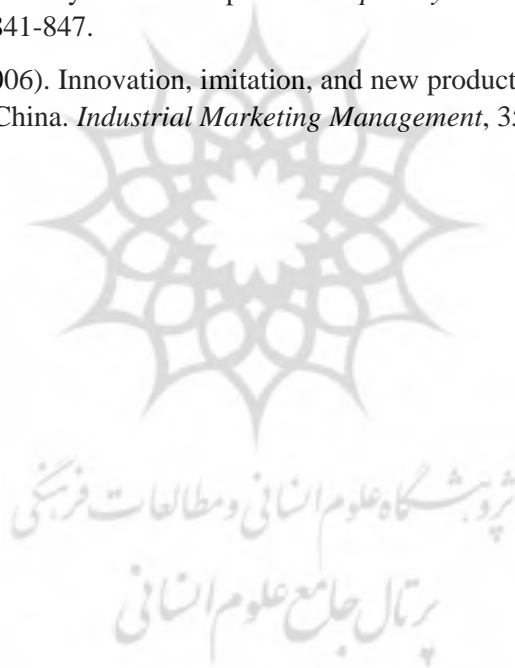 841-847.
006). Innovation, imitation, and new product
China. Industrial Marketing Management, 35
پژوهشگاه علوم انسانی و مطالعات فرهنگی
پرتال جامع علوم انسانی